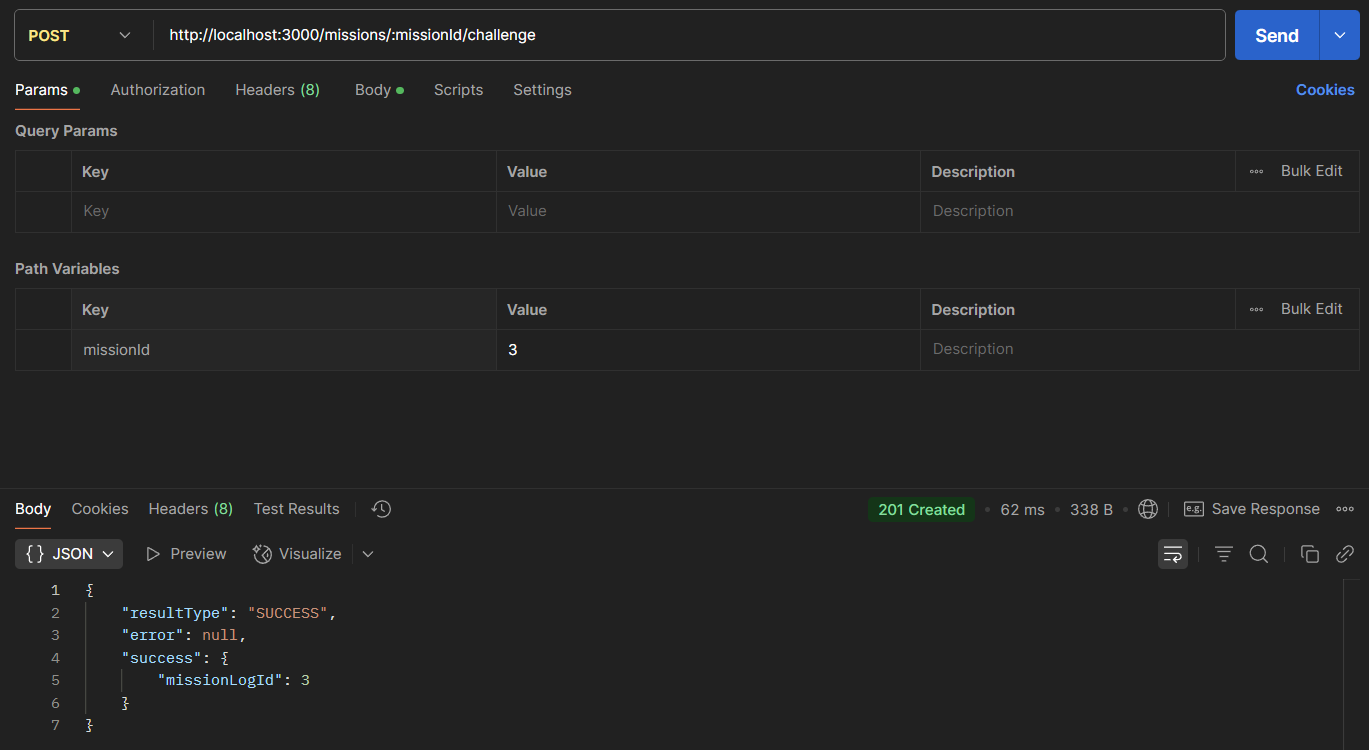 POST http://localhost:3000/missions/:missionId/challenge Send
Params Authorization Headers (8) Body Scripts Settings Cookies
Query Params
Key Value Description Bulk Edit
Key Value Description
Path Variables
Key Value Description Bulk Edit
missionId 3 Description
Body Cookies Headers (8) Test Results 201 Created 62 ms 338 B e.g. Save Response
{} JSON Preview Visualize
1 {
2 "resultType": "SUCCESS",
3 "error": null,
4 "success": {
5 "missionLogId": 3
6 }
7 }